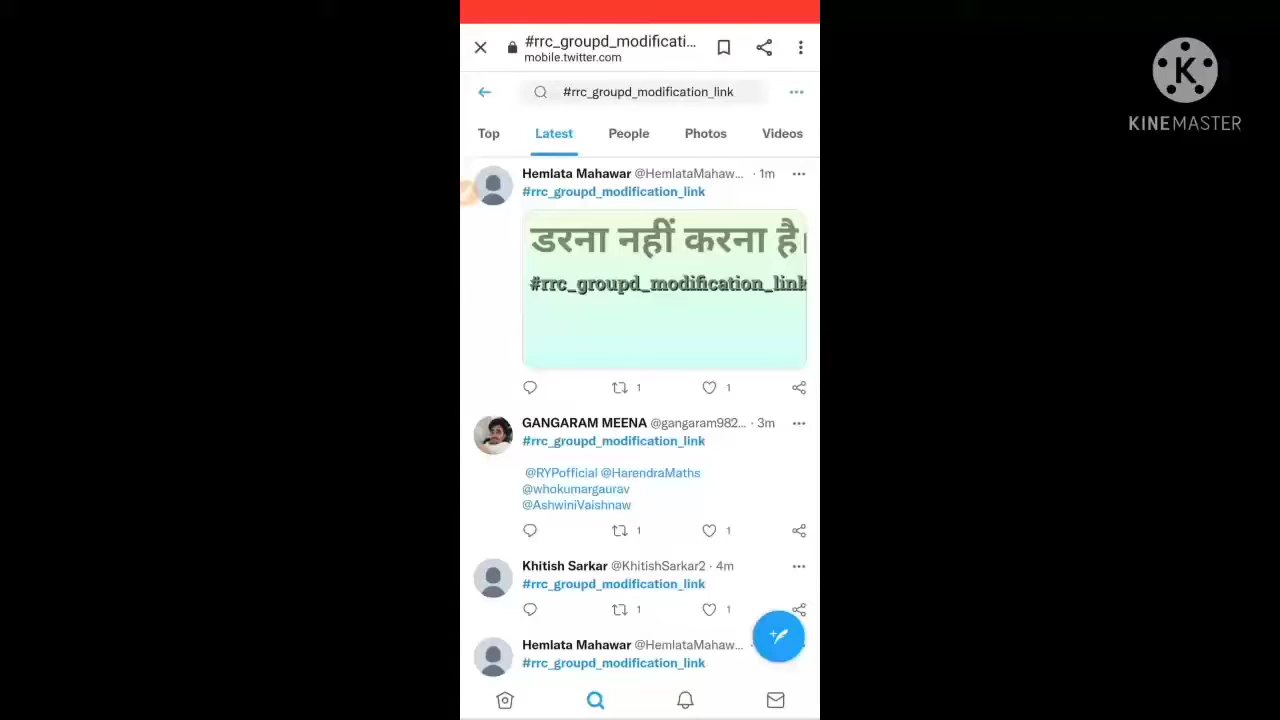 #rrc_groupd_modificati...
mobile.twitter.com
#rrc_groupd_modification_link
Top Latest People Photos Videos
Hemlata Mahawar @HemlataMahaw... · 1m
#rrc_groupd_modification_link
डरना नहीं करना है।
#rrc_groupd_modification_link
1 1
GANGARAM MEENA @gangaram982... · 3m
#rrc_groupd_modification_link
@RYPofficial @HarendraMaths
@whokumargaurav
@AshwiniVaishnaw
1 1
Khitish Sarkar @KhitishSarkar2 · 4m
#rrc_groupd_modification_link
1 1
Hemlata Mahawar @HemlataMahaw... ·
#rrc_groupd_modification_link
K
KINEMASTER